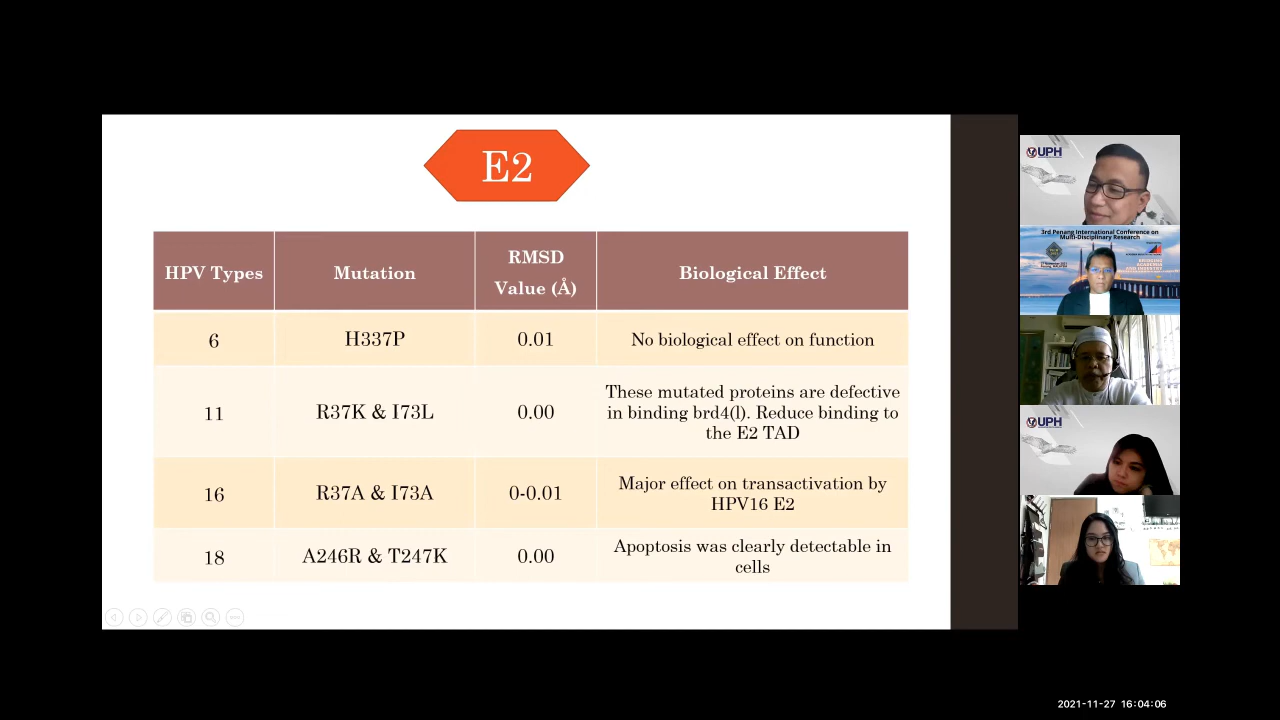 E2
HPV Types
Mutation
RMSD
Value (Å)
Biological Effect
6
H337P
0.01
No biological effect on function
11
R37K & I73L
0.00
These mutated proteins are defective
in binding brd4(l). Reduce binding to
the E2 TAD
16
R37A & I73A
0-0.01
Major effect on transactivation by
HPV16 E2
18
A246R & T247K
0.00
Apoptosis was clearly detectable in
cells
UPH
3rd Penang International Conference on
Multi-Disciplinary Research
BRIDGING
ACADEMIA
AND INDUSTRY
UPH
2021-11-27 16:04:06